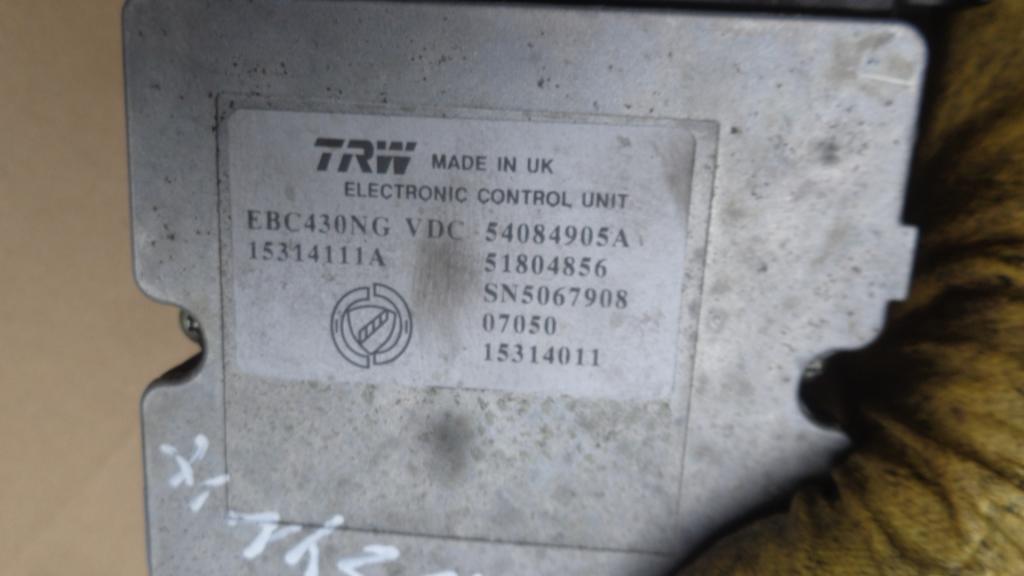 TRW MADE IN UK
ELECTRONIC CONTROL UNIT
EBC430NG VDC 54084905A
15314111A 51804856
SN5067908
07050
15314011